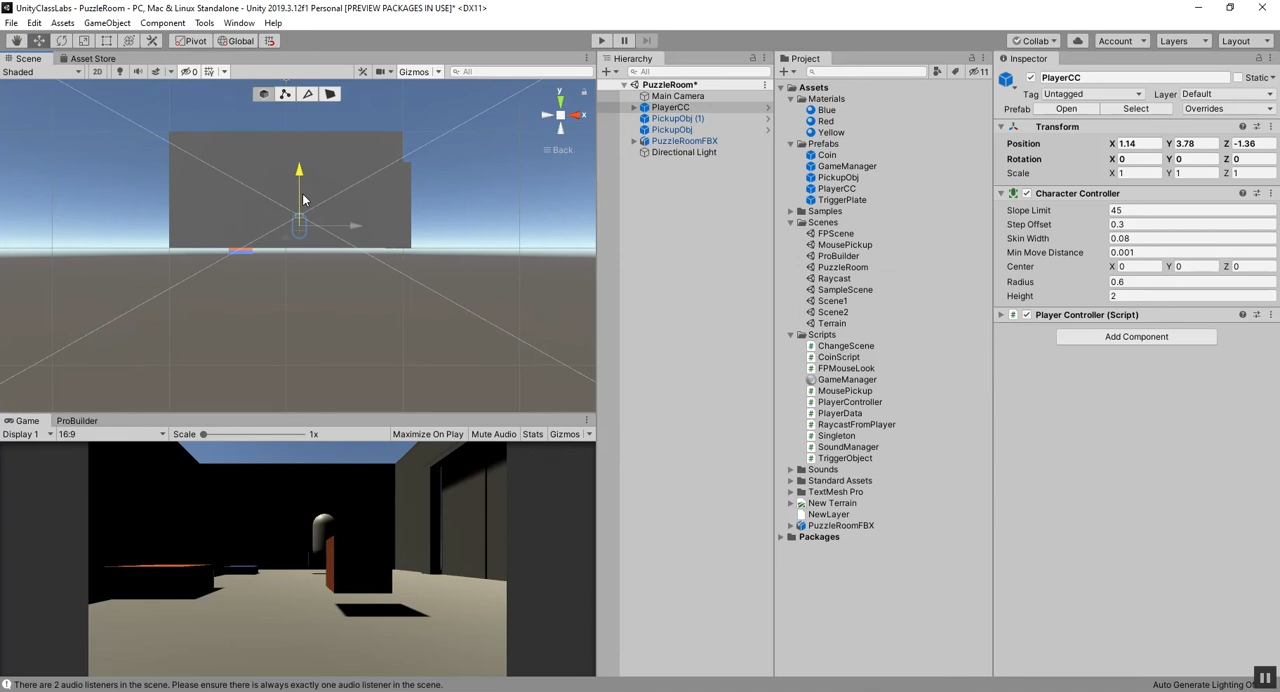 UnityClassLabs - PuzzleRoom - PC, Mac & Linux Standalone - Unity 2019.3.12f1 Personal [PREVIEW PACKAGES IN USE]* <DX11>
File Edit Assets GameObject Component Tools Window Help
Pivot Global Collab Account Layers Layout
Scene Asset Store
Shaded 2D 0 Gizmos All
y
x
Back
Game ProBuilder
Display 1 16:9 Scale 1x Maximize On Play Mute Audio Stats Gizmos
Hierarchy
All
PuzzleRoom*
Main Camera
PlayerCC
PickupObj (1)
PickupObj
PuzzleRoomFBX
Directional Light
Project
11
Assets
Materials
Blue
Red
Yellow
Prefabs
Coin
GameManager
PickupObj
PlayerCC
TriggerPlate
Samples
Scenes
FPScene
MousePickup
ProBuilder
PuzzleRoom
Raycast
SampleScene
Scene1
Scene2
Terrain
Scripts
ChangeScene
CoinScript
FPMouseLook
GameManager
MousePickup
PlayerController
PlayerData
RaycastFromPlayer
Singleton
SoundManager
TriggerObject
Sounds
Standard Assets
TextMesh Pro
New Terrain
NewLayer
PuzzleRoomFBX
Packages
Inspector
PlayerCC Static
Tag Untagged Layer Default
Prefab Open Select Overrides
Transform
Position X 1.14 Y 3.78 Z -1.36
Rotation X 0 Y 0 Z 0
Scale X 1 Y 1 Z 1
Character Controller
Slope Limit 45
Step Offset 0.3
Skin Width 0.08
Min Move Distance 0.001
Center X 0 Y 0 Z 0
Radius 0.6
Height 2
Player Controller (Script)
Add Component
There are 2 audio listeners in the scene. Please ensure there is always exactly one audio listener in the scene.
Auto Generate Lighting